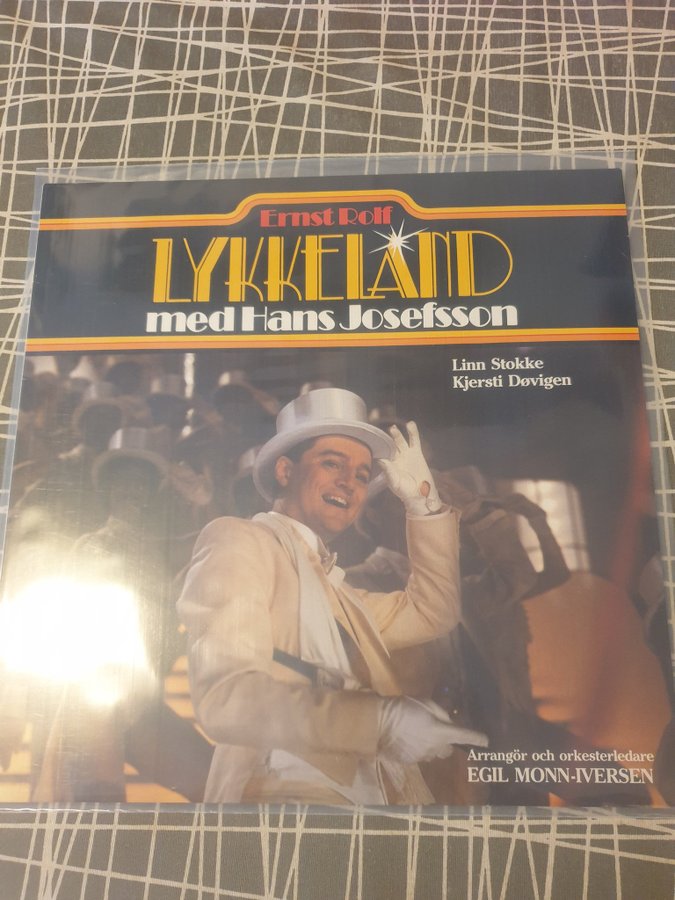 Ernst Rolf
LYKKELAND
med Hans Josefsson
Linn Stokke
Kjersti Døvigen
Arrangör och orkesterledare
EGIL MONN-IVERSEN